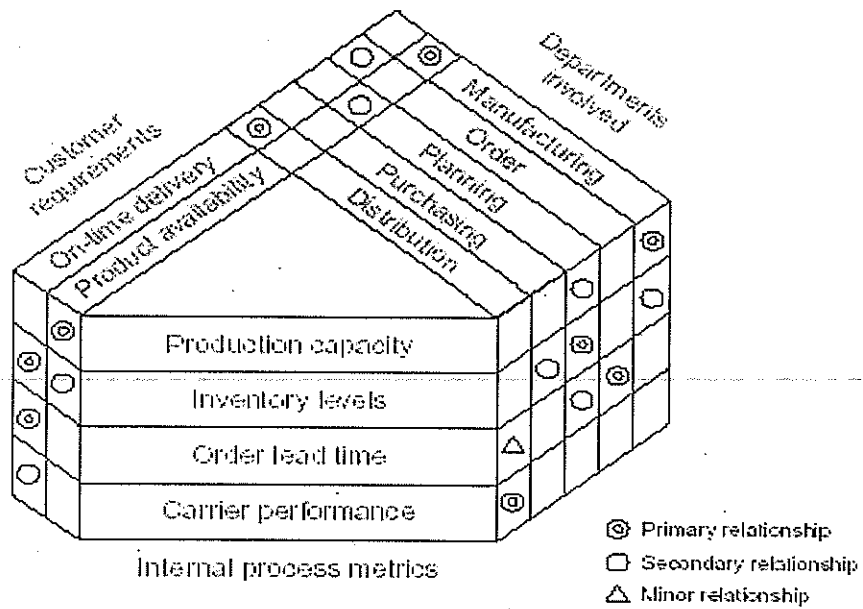 Customer
requirements
Departments
involved
On-time delivery
Product availability
Manufacturing
Order
Planning
Purchasing
Distribution
Production capacity
Inventory levels
Order lead time
Carrier performance
Internal process metrics
Primary relationship
Secondary relationship
Minor relationship